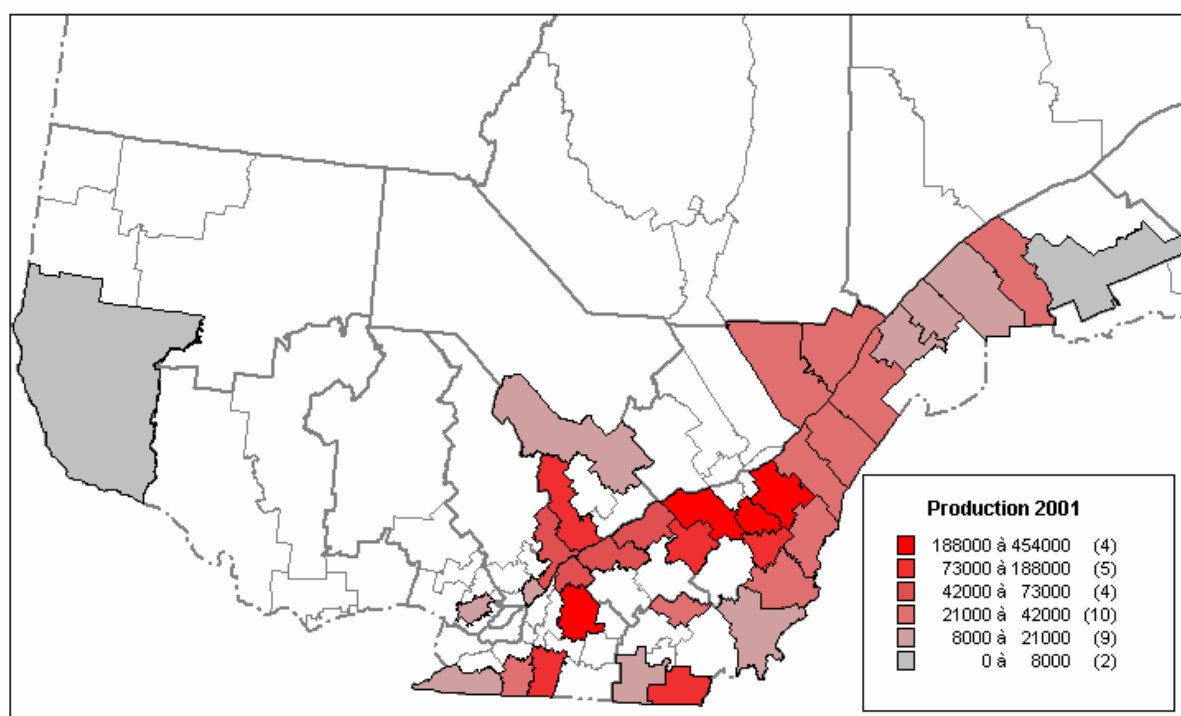 Production 2001
188000 à 454000 (4)
73000 à 188000 (5)
42000 à 73000 (4)
21000 à 42000 (10)
8000 à 21000 (9)
0 à 8000 (2)